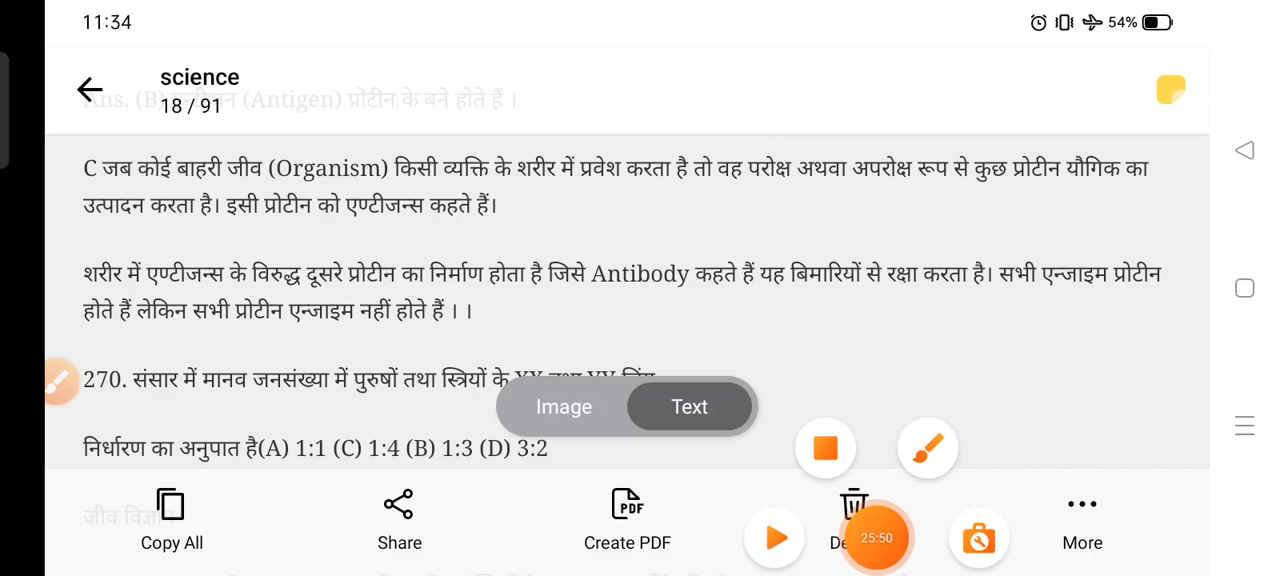 11:34
54%
science
18 / 91
Ans. (B) (Antigen) प्रोटीन के बने होते हैं ।
C जब कोई बाहरी जीव (Organism) किसी व्यक्ति के शरीर में प्रवेश करता है तो वह परोक्ष अथवा अपरोक्ष रूप से कुछ प्रोटीन यौगिक का
उत्पादन करता है। इसी प्रोटीन को एण्टीजन्स कहते हैं।
शरीर में एण्टीजन्स के विरुद्ध दूसरे प्रोटीन का निर्माण होता है जिसे Antibody कहते हैं यह बिमारियों से रक्षा करता है। सभी एन्जाइम प्रोटीन
होते हैं लेकिन सभी प्रोटीन एन्जाइम नहीं होते हैं । ।
270. संसार में मानव जनसंख्या में पुरुषों तथा स्त्रियों के
Image Text
निर्धारण का अनुपात है(A) 1:1 (C) 1:4 (B) 1:3 (D) 3:2
जीव
Copy All Share Create PDF More
25:50